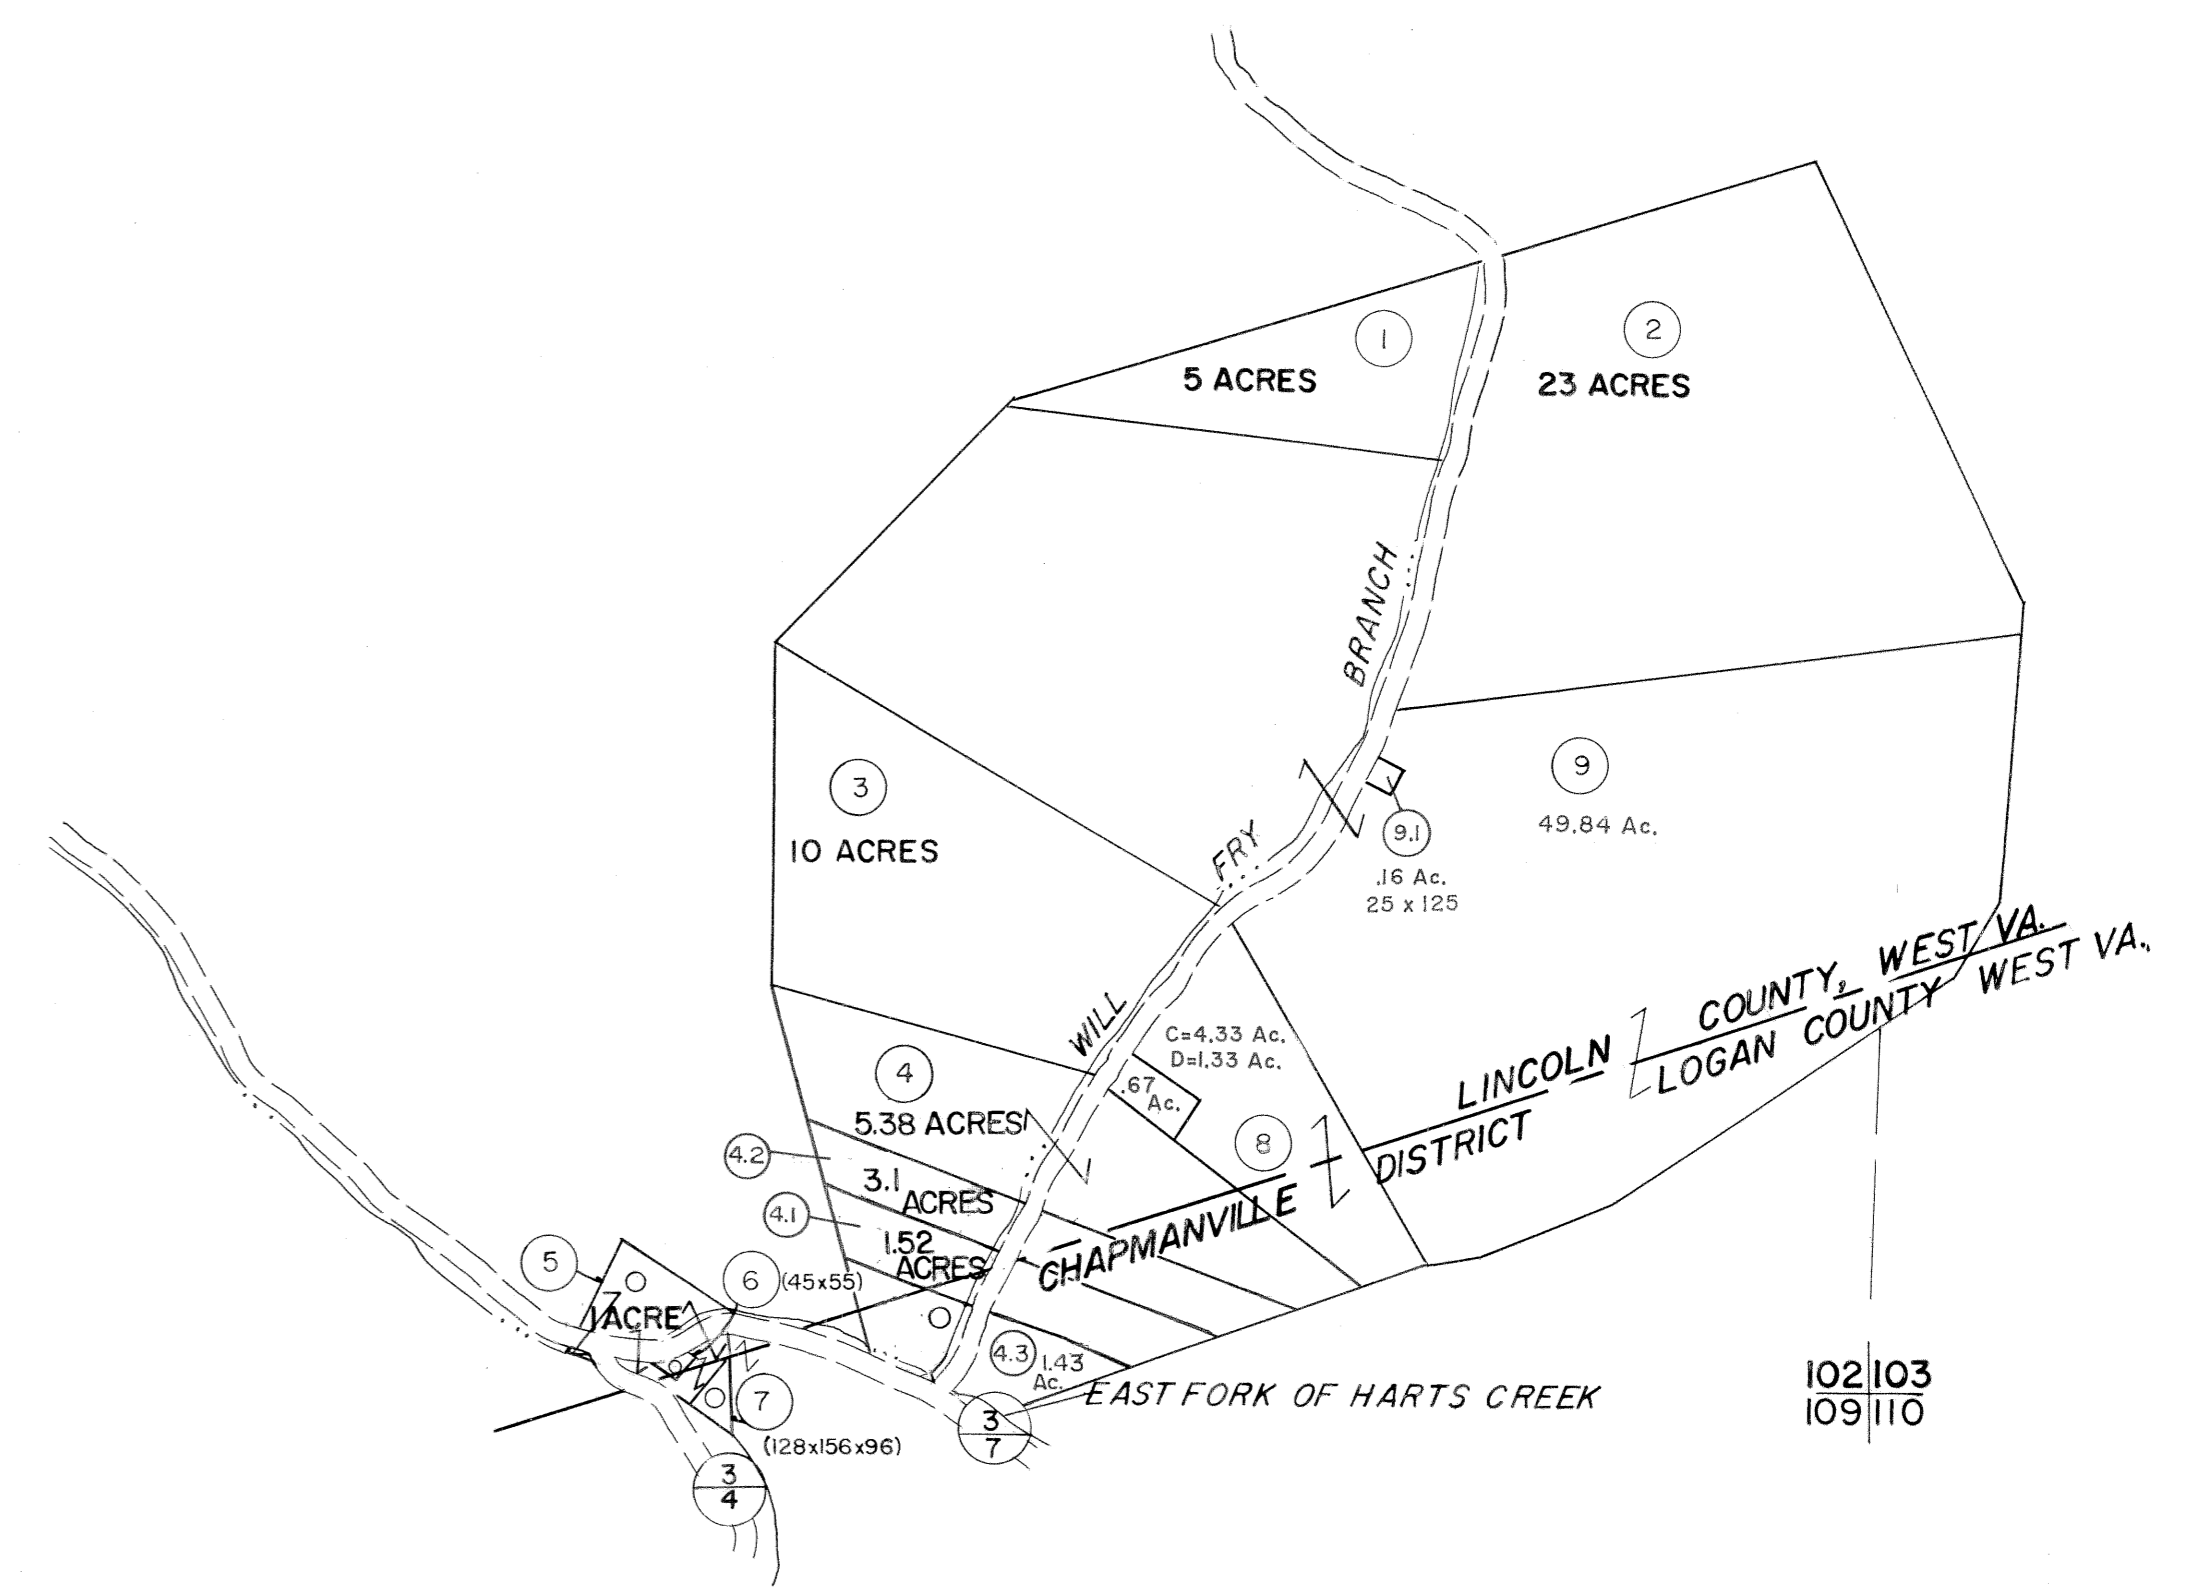 1
5 ACRES
2
23 ACRES
BRANCH
3
10 ACRES
FRY
9
49.84 Ac.
9.1
.16 Ac.
25 x 125
WILL
C=4.33 Ac.
D=1.33 Ac.
.67
Ac.
8
4
5.38 ACRES
4.2
3.1
ACRES
4.1
1.52
ACRES
LINCOLN COUNTY, WEST VA.
LOGAN COUNTY WEST VA.,
CHAPMANVILLE DISTRICT
5
1 ACRE
6
(45x55)
4.3
1.43
Ac.
7
(128x156x96)
EAST FORK OF HARTS CREEK
3
7
3
4
102 103
109 110